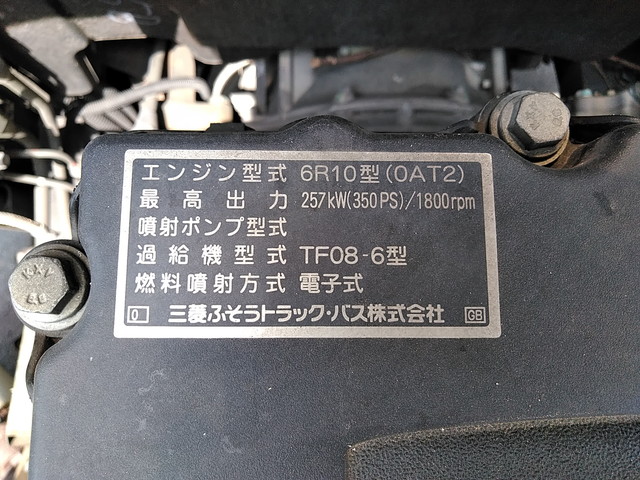 エンジン型式 6R10型(0AT2)
最高出力 257kW(350PS)/1800rpm
噴射ポンプ型式
過給機型式 TF08-6型
燃料噴射方式 電子式
0 三菱ふそうトラック・バス株式会社 GB